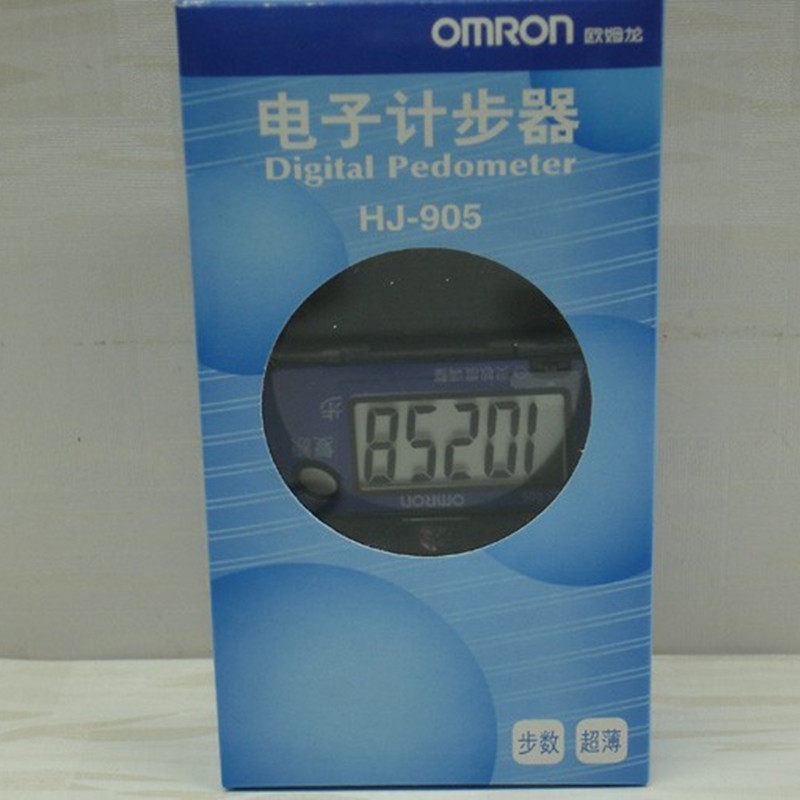 OMRON 欧姆龙
电子计步器
Digital Pedometer
HJ-905
步
10258
OMRON
步数 超薄